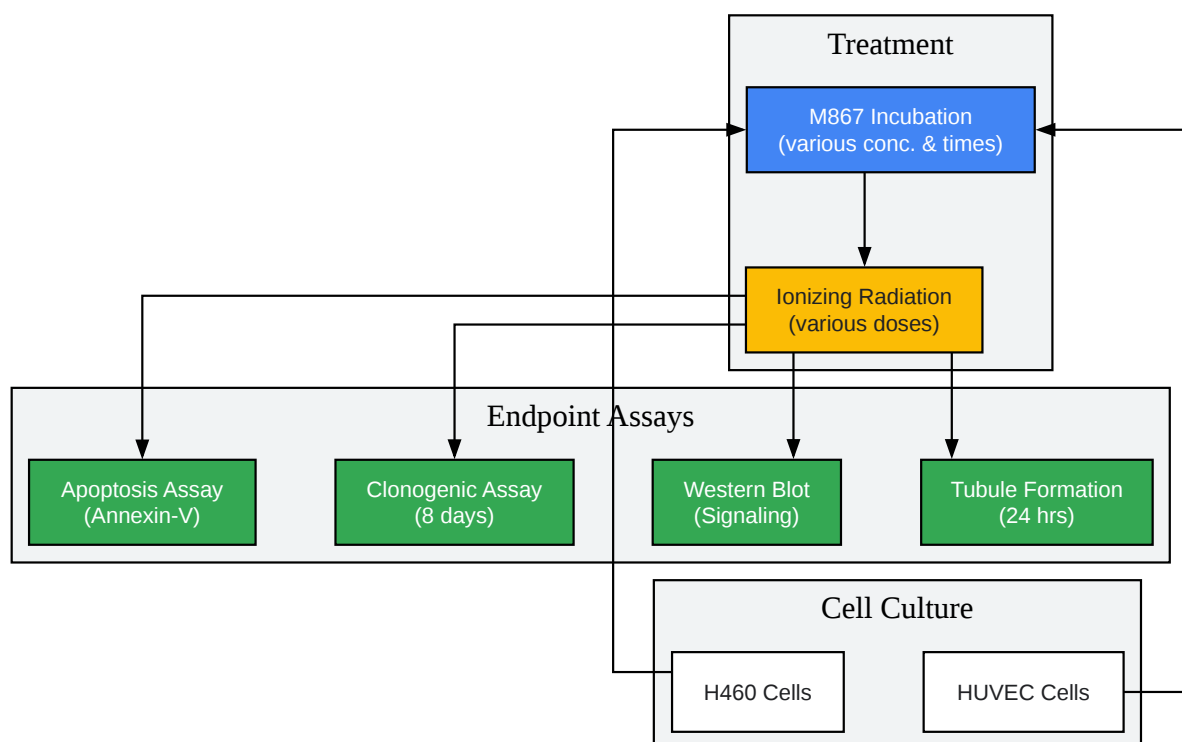 Treatment
M867 Incubation
(various conc. & times)
Ionizing Radiation
(various doses)
Endpoint Assays
Apoptosis Assay
(Annexin-V)
Clonogenic Assay
(8 days)
Western Blot
(Signaling)
Tubule Formation
(24 hrs)
Cell Culture
H460 Cells
HUVEC Cells